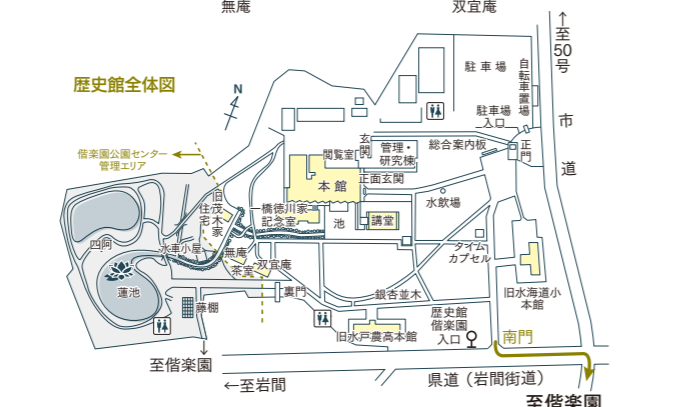 無庵
双宜庵
歴史館全体図
N
←至50号
駐車場
自転車置場
駐車場
入口
市道
偕楽園公園センター
管理エリア
玄関
閲覧室
管理・
研究棟
総合案内板
正門
本館
正面玄関
旧茂木家
住宅
一橋徳川家
記念室
池
講堂
水飲場
四阿
水車小屋
無庵
茶室
双宜庵
タイム
カプセル
蓮池
裏門
銀杏並木
旧水海道小
本館
藤棚
旧水戸農高本館
歴史館
偕楽園
入口
南門
至偕楽園
←至岩間
県道（岩間街道）
至偕楽園